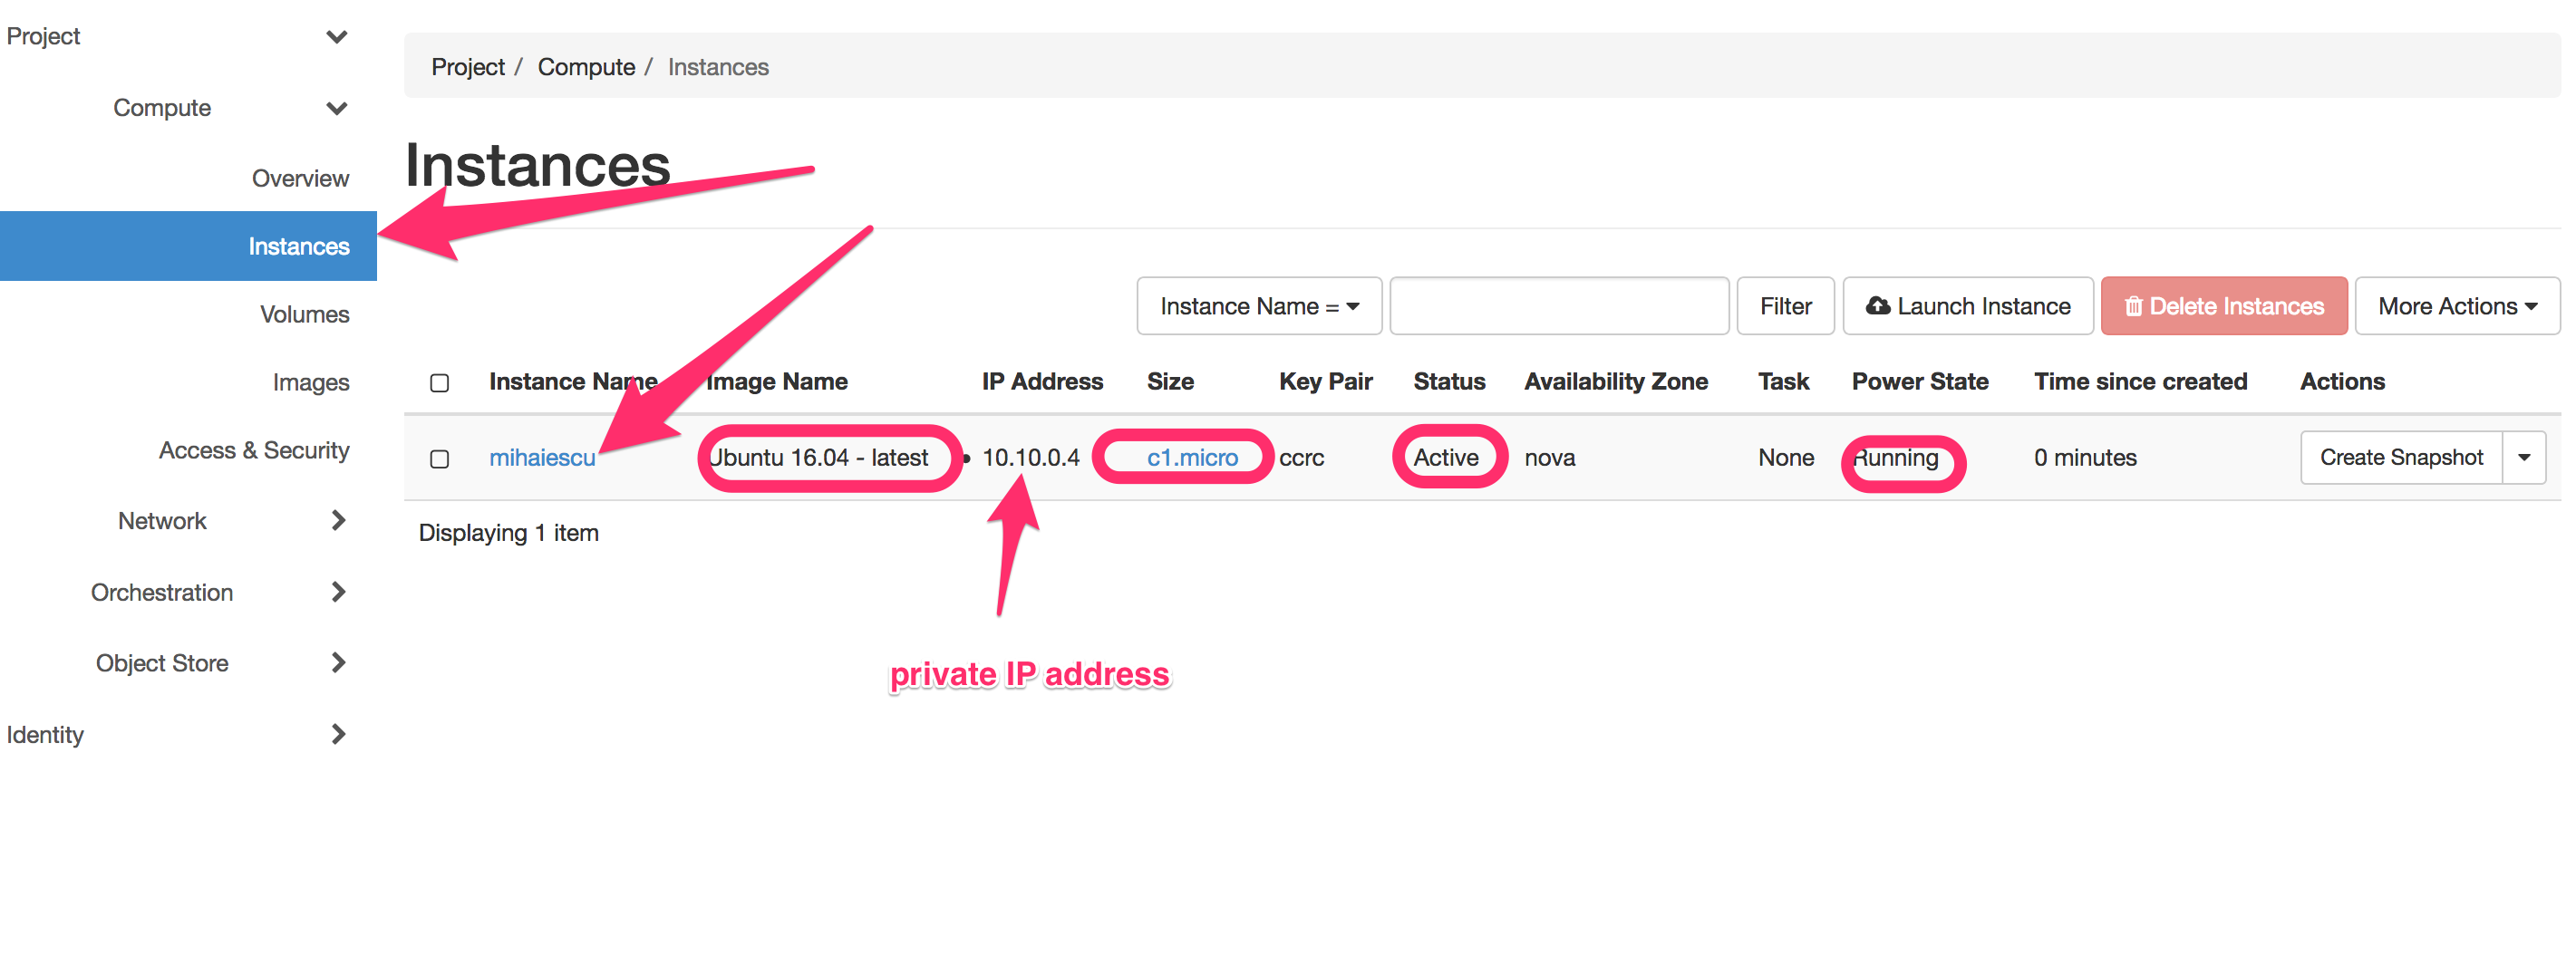 Project
Compute
Overview
Instances
Volumes
Images
Access & Security
Network
Orchestration
Object Store
Identity
Project / Compute / Instances
Instances
Instance Name = Filter Launch Instance Delete Instances More Actions
Instance Name Image Name IP Address Size Key Pair Status Availability Zone Task Power State Time since created Actions
mihaiescu Ubuntu 16.04 - latest • 10.10.0.4 c1.micro ccrc Active nova None Running 0 minutes Create Snapshot
Displaying 1 item
private IP address